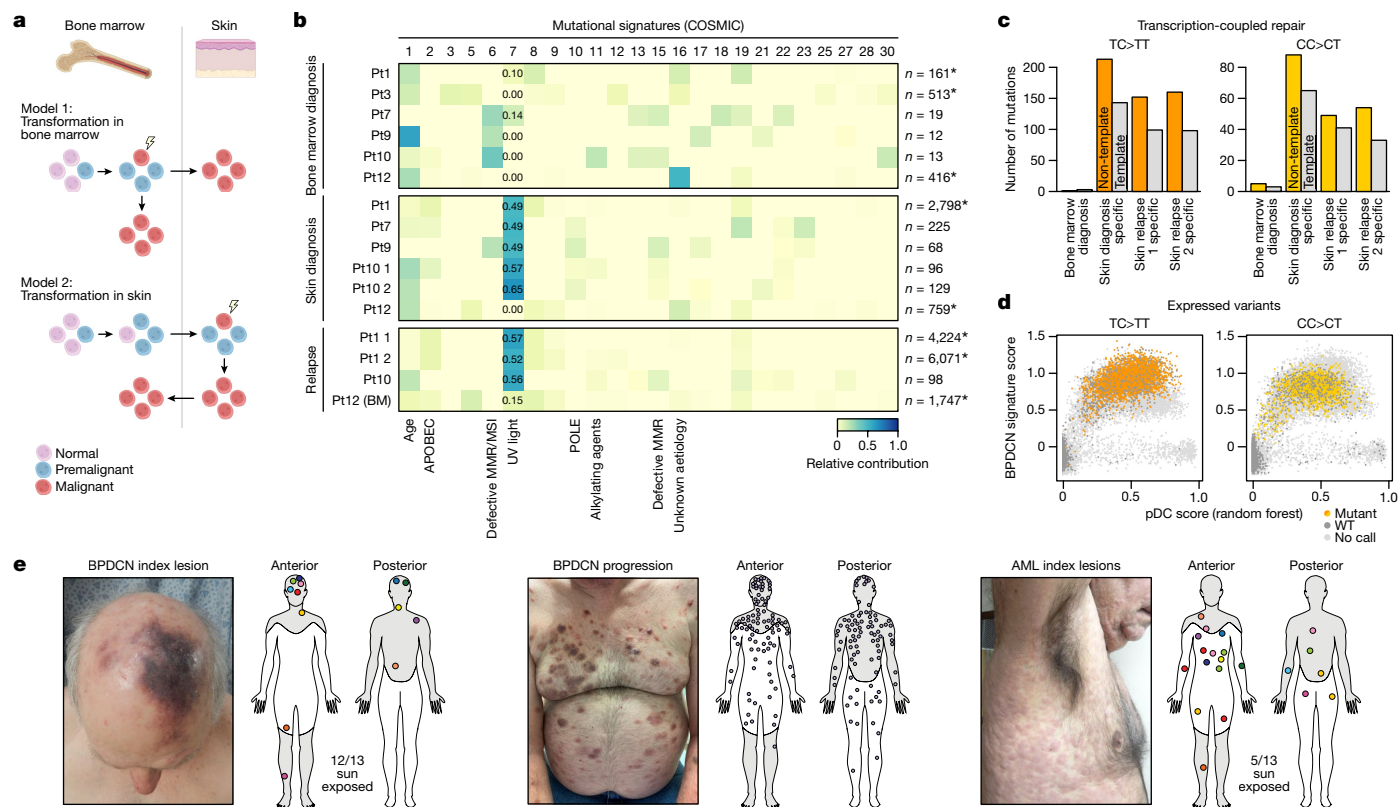 a
Bone marrow
Skin
Model 1:
Transformation in
bone marrow
Model 2:
Transformation in skin
Normal
Premalignant
Malignant
b
Mutational signatures (COSMIC)
1 2 3 5 6 7 8 9 10 11 13 14 15 16 17 18 19 21 22 23 25 27 28 30
Bone marrow diagnosis
Pt1 0.10 n = 161*
Pt3 0.00 n = 513*
Pt7 0.14 n = 19
Pt9 0.00 n = 12
Pt10 0.00 n = 13
Pt12 0.00 n = 416*
Skin diagnosis
Pt1 0.49 n = 2,798*
Pt7 0.49 n = 225
Pt9 0.49 n = 68
Pt10 1 0.57 n = 96
Pt10 2 0.65 n = 129
Pt12 0.00 n = 759*
Relapse
Pt1 1 0.57 n = 4,224*
Pt1 2 0.52 n = 6,071*
Pt10 0.56 n = 98
Pt12 (BM) 0.15 n = 1,747*
Age
APOBEC
Defective MMR/MSI
UV light
POLE
Alkylating agents
Defective MMR
Unknown aetiology
0 0.5 1.0
Relative contribution
c
Transcription-coupled repair
TC>TT
Number of mutations
200
150
100
50
0
Non-template
Template
Bone marrow
diagnosis
Skin diagnosis
specific
Skin relapse
1 specific
Skin relapse
2 specific
CC>CT
80
60
40
20
0
Non-template
Template
Bone marrow
diagnosis
Skin diagnosis
specific
Skin relapse
1 specific
Skin relapse
2 specific
d
Expressed variants
TC>TT
CC>CT
BPDCN signature score
1.5
1.0
0.5
0
0 0.5 1.0
1.5
1.0
0.5
0
0 0.5 1.0
pDC score (random forest)
Mutant
WT
No call
e
BPDCN index lesion
Anterior
Posterior
12/13
sun
exposed
BPDCN progression
Anterior
Posterior
AML index lesions
Anterior
Posterior
5/13
sun
exposed